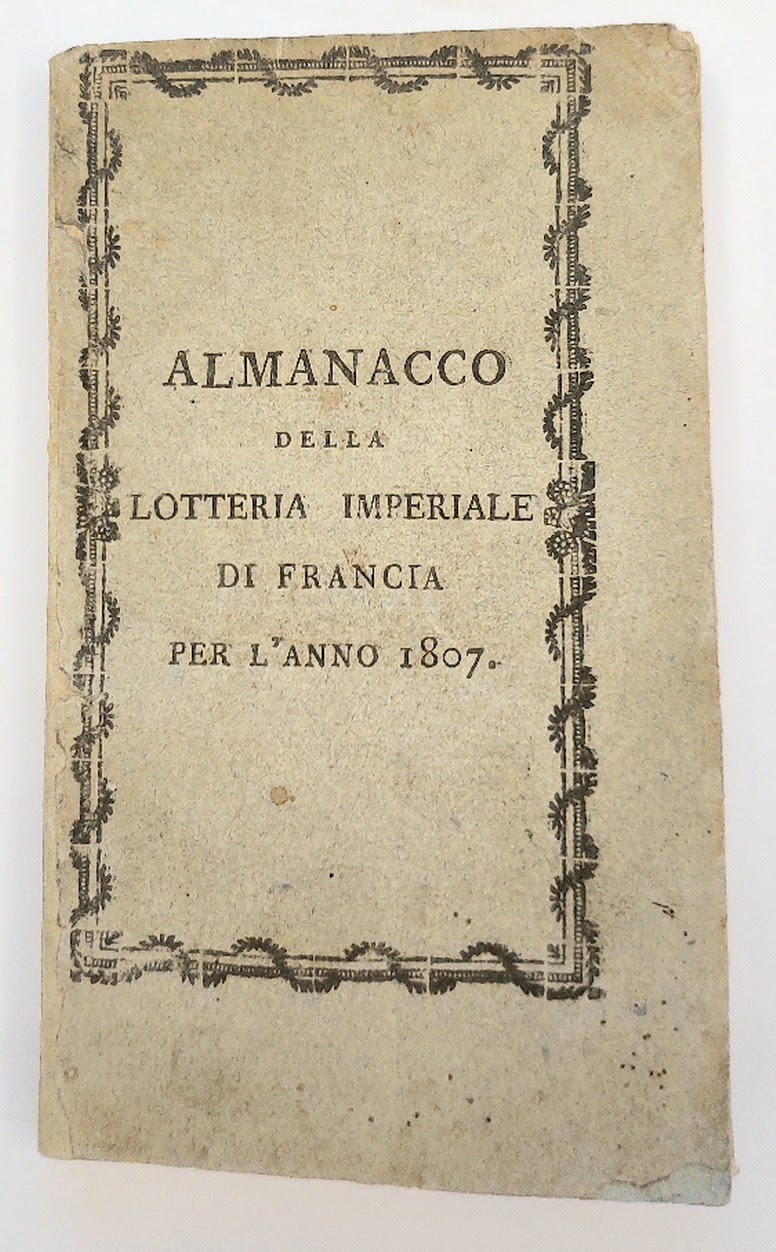 ALMANACCO
DELLA
LOTTERIA IMPERIALE
DI FRANCIA
PER L'ANNO 1807.